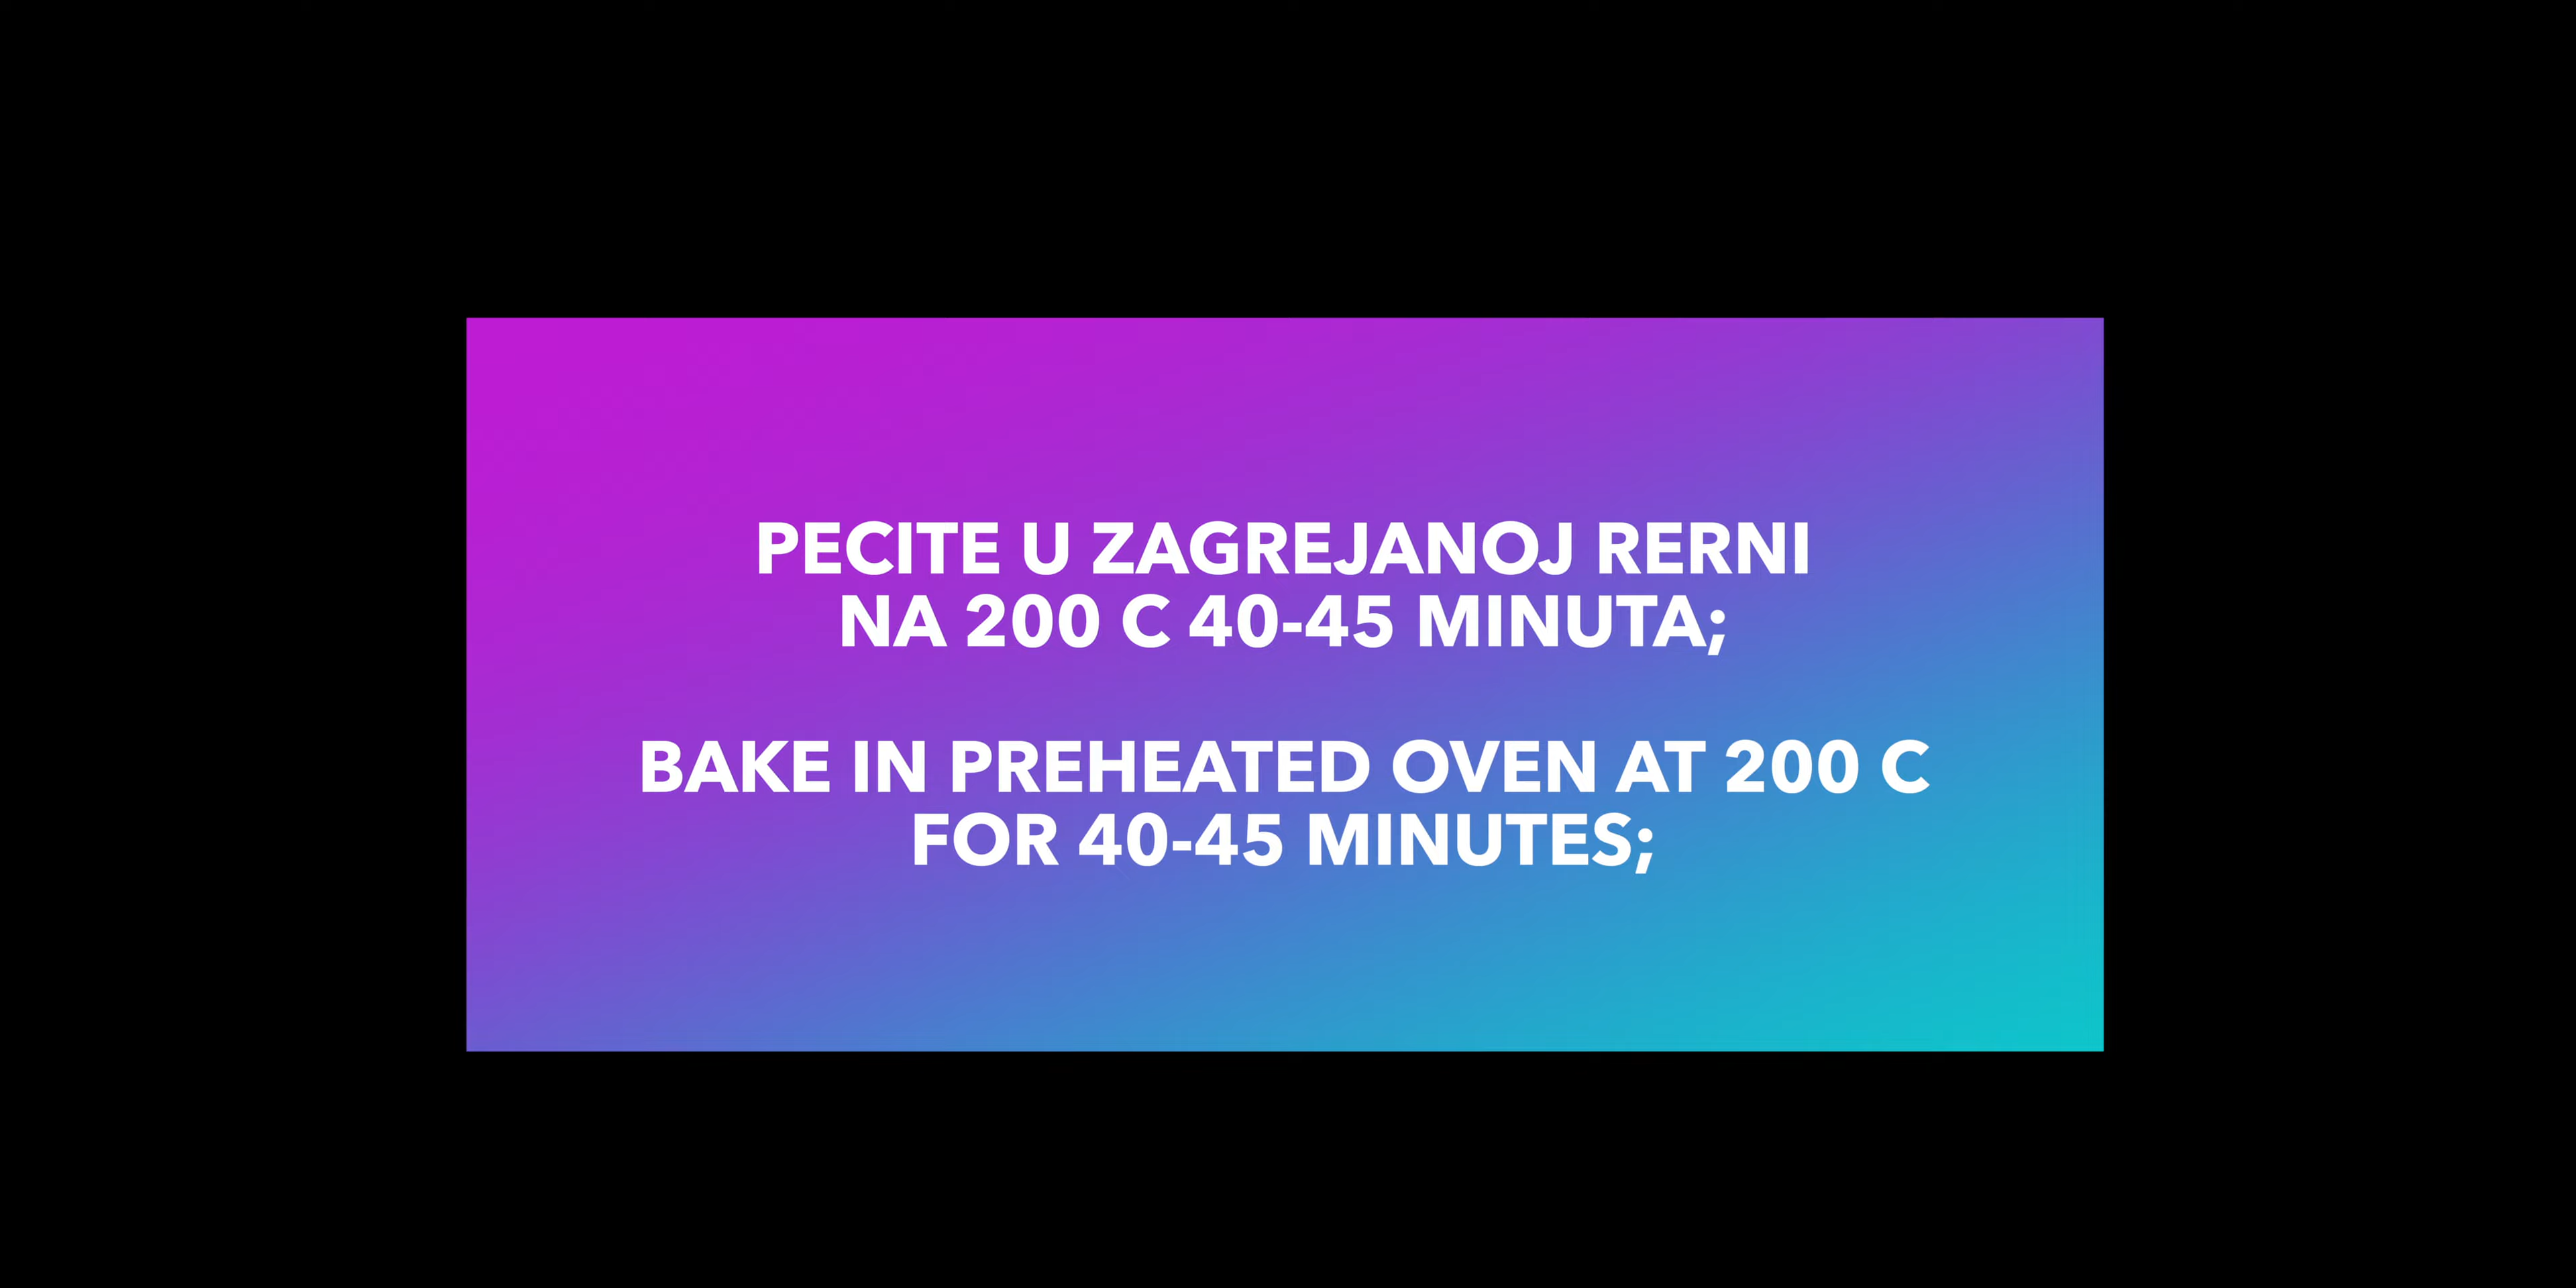 PECITE U ZAGREJANOJ RERNI
NA 200 C 40-45 MINUTA;
BAKE IN PREHEATED OVEN AT 200 C
FOR 40-45 MINUTES;